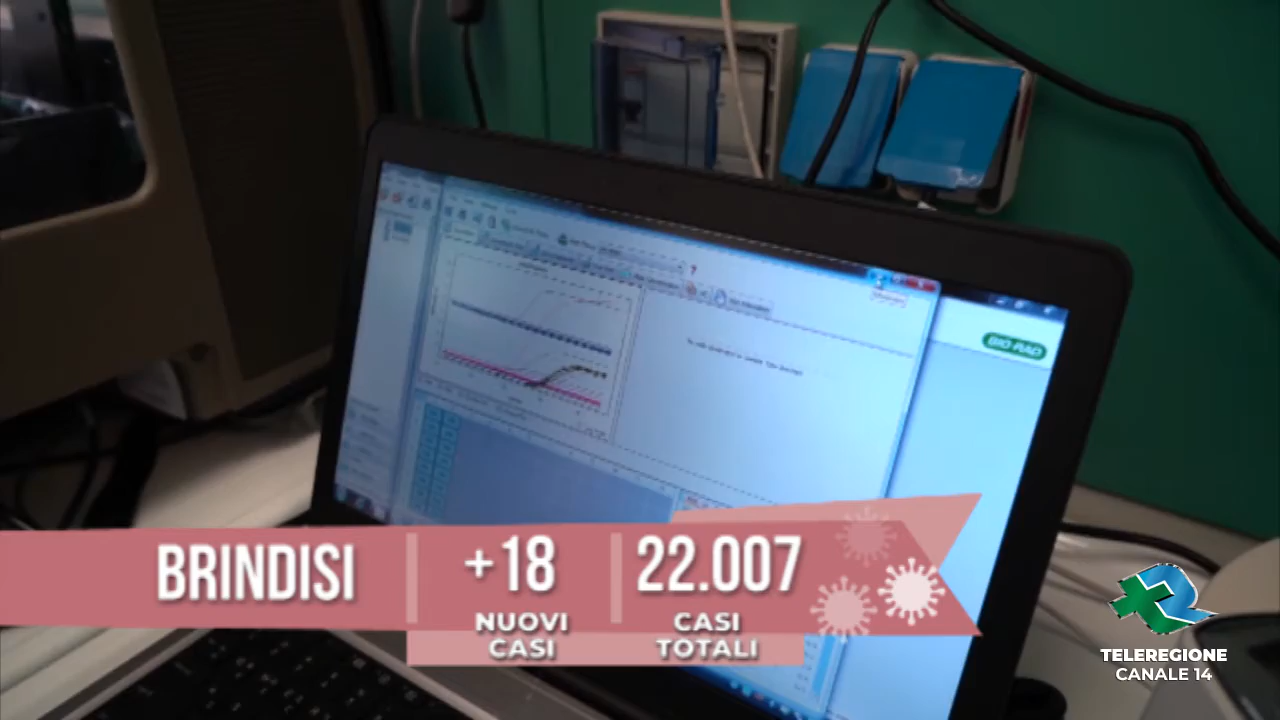 BIO-RAD
BRINDISI
+18
NUOVI
CASI
22.007
CASI
TOTALI
TELEREGIONE
CANALE 14